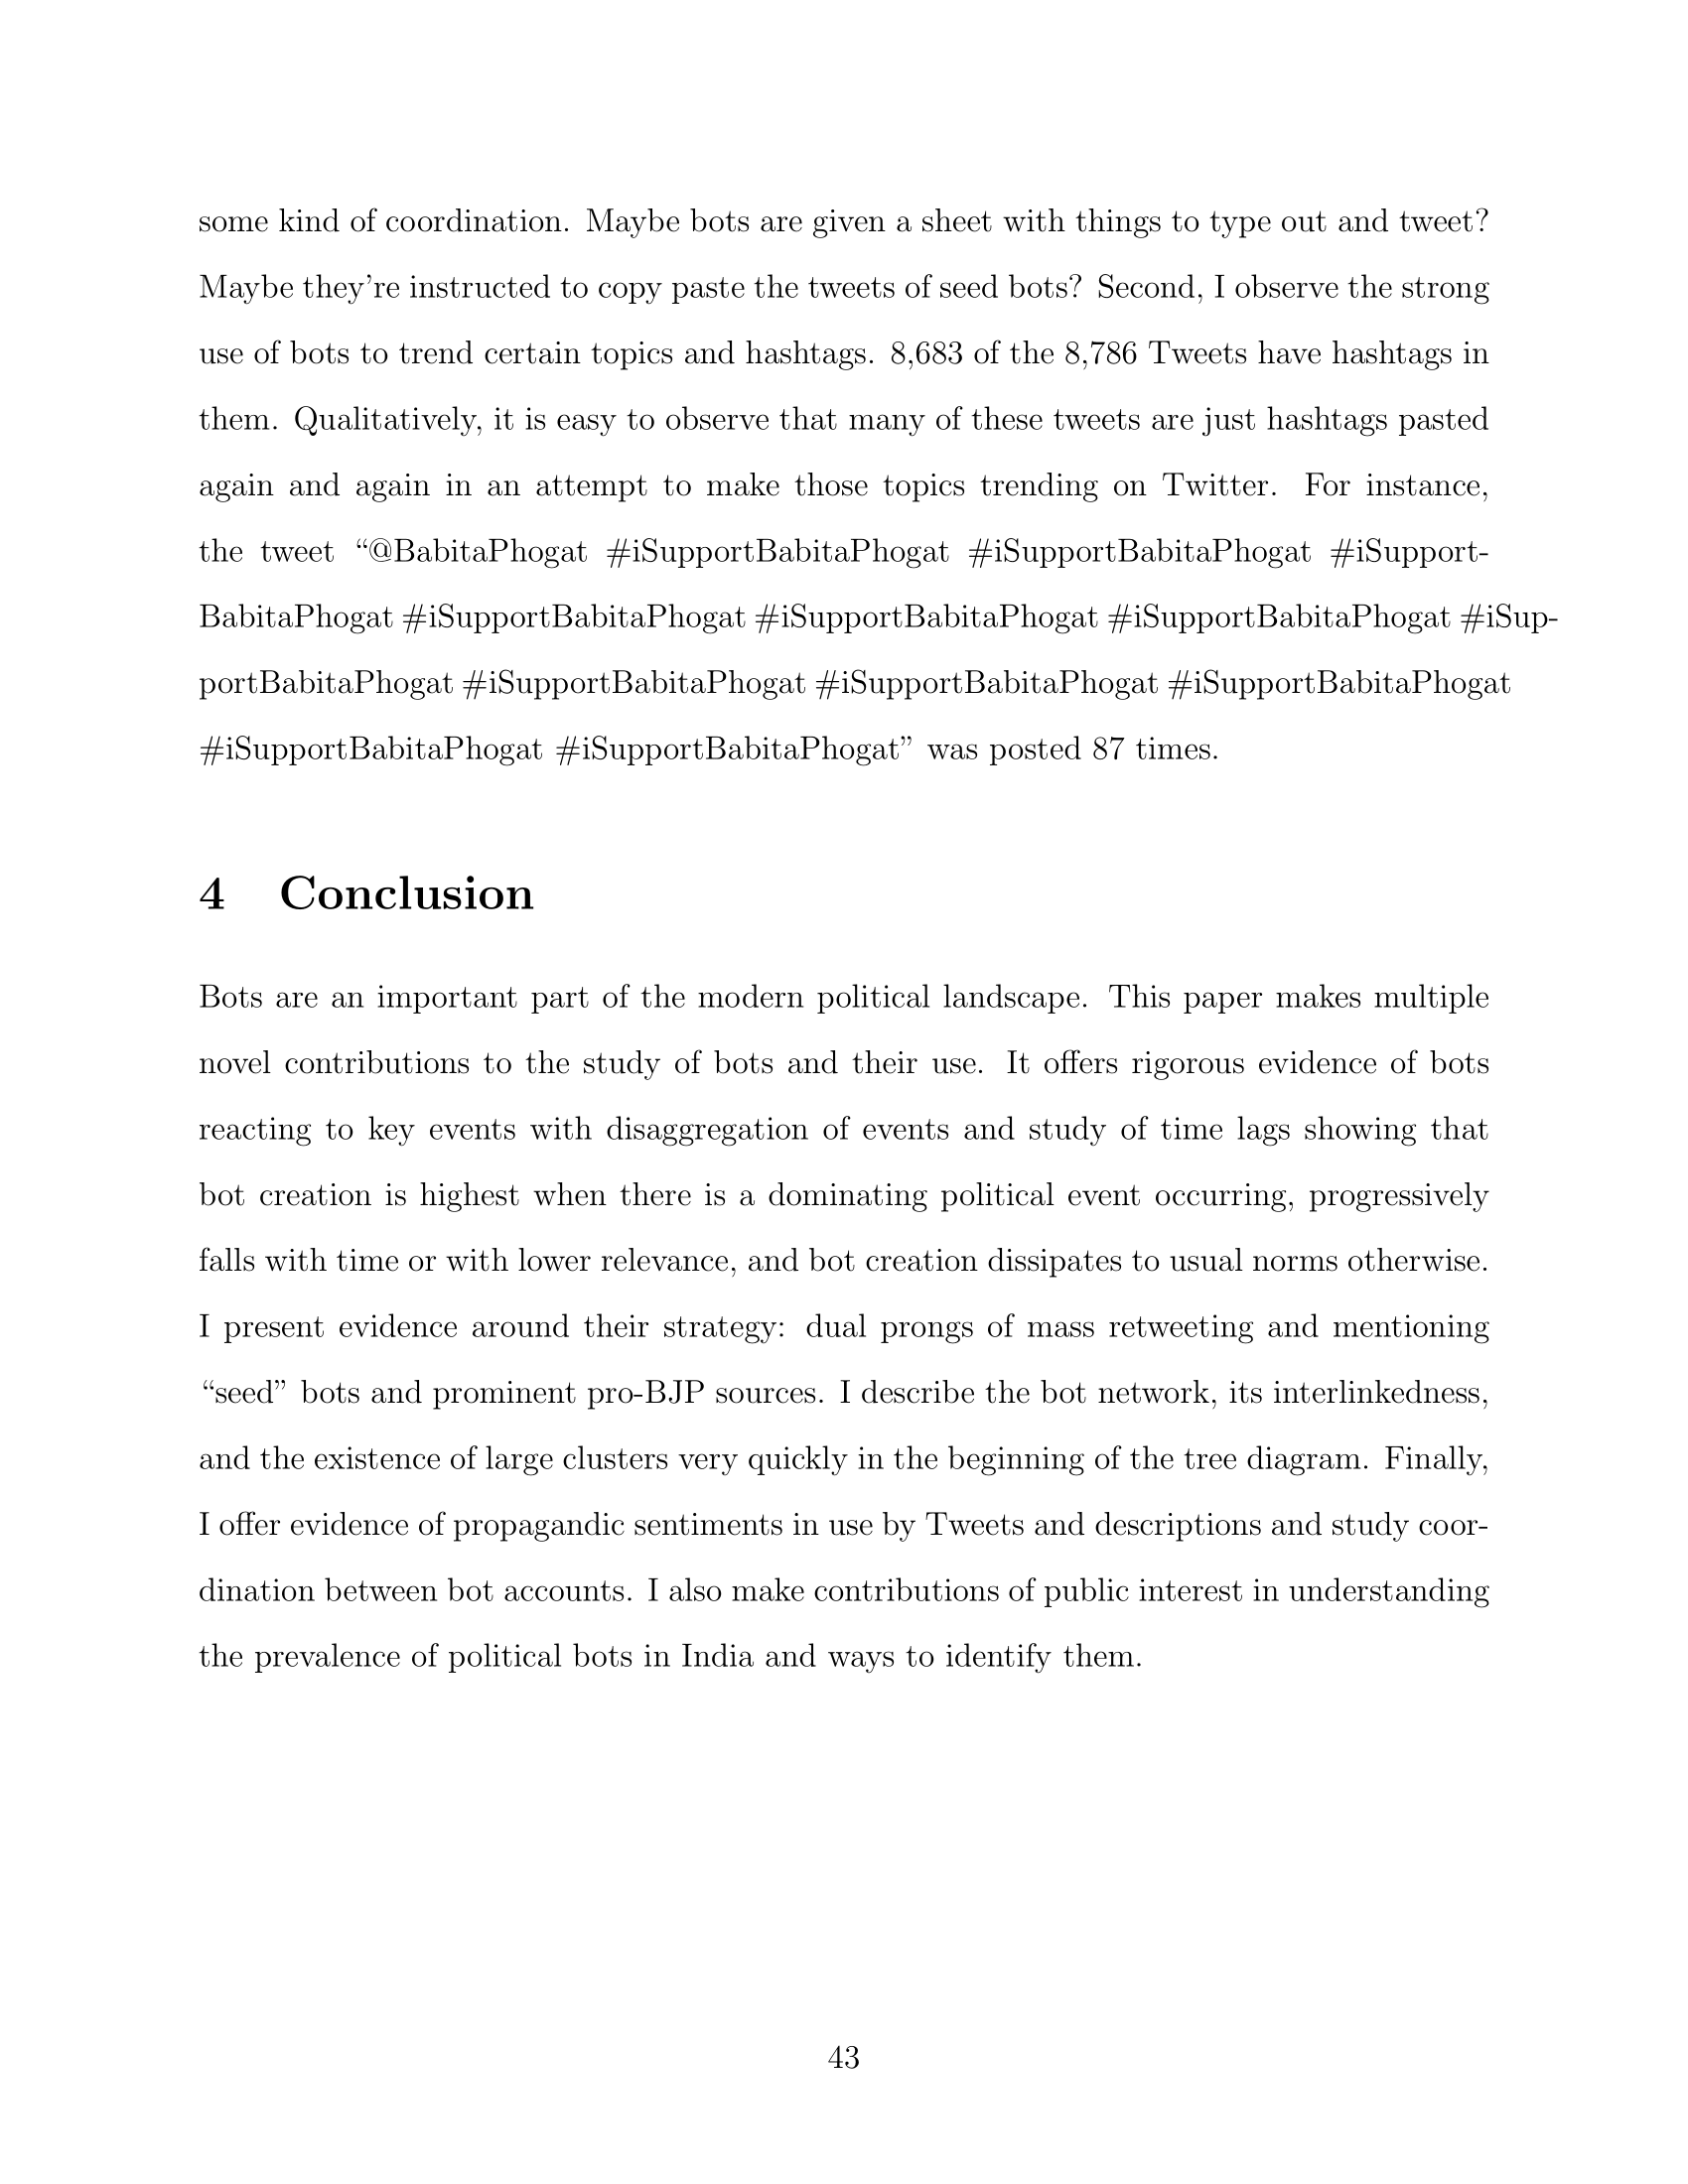 some kind of coordination. Maybe bots are given a sheet with things to type out and tweet?
Maybe they're instructed to copy paste the tweets of seed bots? Second, I observe the strong
use of bots to trend certain topics and hashtags. 8,683 of the 8,786 Tweets have hashtags in
them. Qualitatively, it is easy to observe that many of these tweets are just hashtags pasted
again and again in an attempt to make those topics trending on Twitter. For instance,
the tweet “@BabitaPhogat #iSupportBabitaPhogat #iSupportBabitaPhogat #iSupport-
BabitaPhogat #iSupportBabitaPhogat #iSupportBabitaPhogat #iSupportBabitaPhogat #iSup-
portBabitaPhogat #iSupportBabitaPhogat #iSupportBabitaPhogat #iSupportBabitaPhogat
#iSupportBabitaPhogat #iSupportBabitaPhogat” was posted 87 times.
4 Conclusion
Bots are an important part of the modern political landscape. This paper makes multiple
novel contributions to the study of bots and their use. It offers rigorous evidence of bots
reacting to key events with disaggregation of events and study of time lags showing that
bot creation is highest when there is a dominating political event occurring, progressively
falls with time or with lower relevance, and bot creation dissipates to usual norms otherwise.
I present evidence around their strategy: dual prongs of mass retweeting and mentioning
“seed” bots and prominent pro-BJP sources. I describe the bot network, its interlinkedness,
and the existence of large clusters very quickly in the beginning of the tree diagram. Finally,
I offer evidence of propagandic sentiments in use by Tweets and descriptions and study coor-
dination between bot accounts. I also make contributions of public interest in understanding
the prevalence of political bots in India and ways to identify them.
43